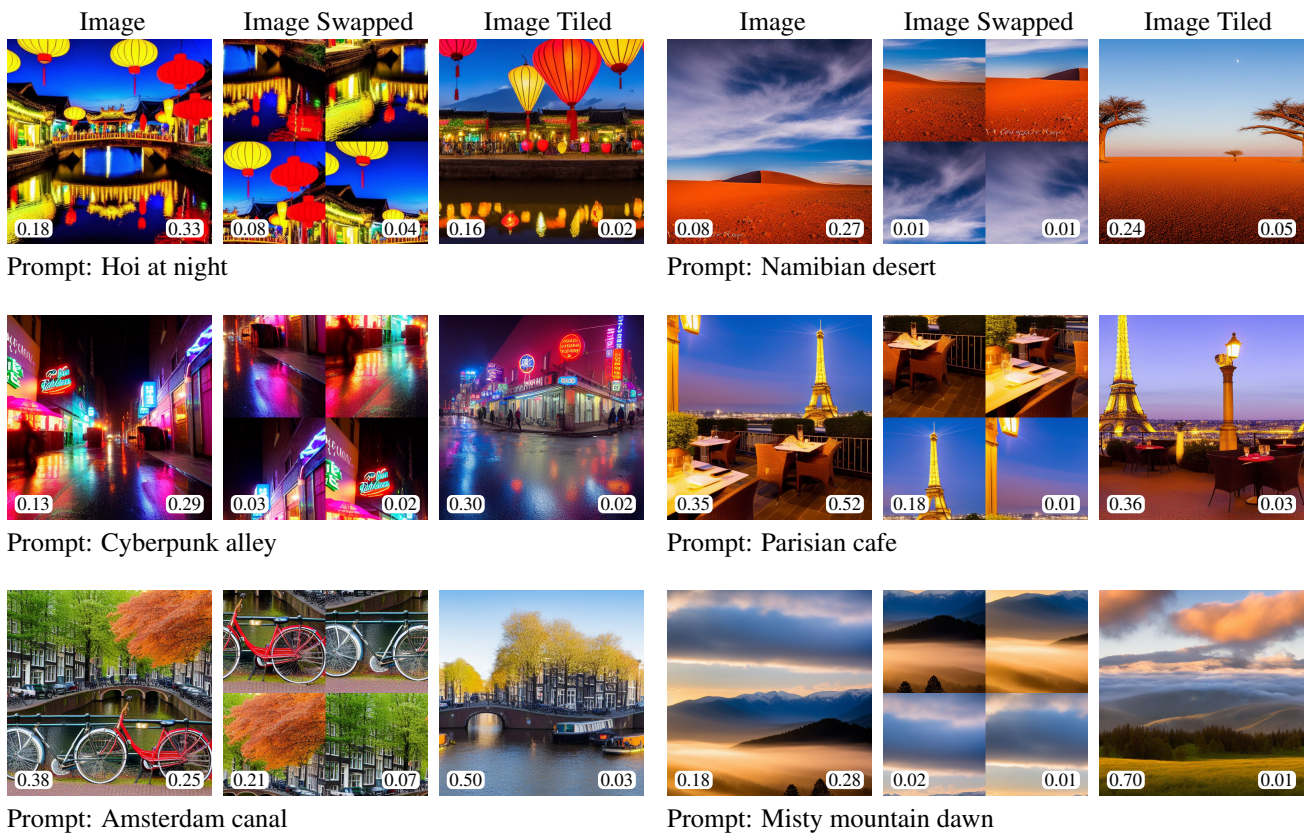 Image Image Swapped Image Tiled Image Image Swapped Image Tiled
0.18 0.33 0.08 0.04 0.16 0.02 0.08 0.27 0.01 0.01 0.24 0.05
Prompt: Hoi at night Prompt: Namibian desert
0.13 0.29 0.03 0.02 0.30 0.02 0.35 0.52 0.18 0.01 0.36 0.03
Prompt: Cyberpunk alley Prompt: Parisian cafe
0.38 0.25 0.21 0.07 0.50 0.03 0.18 0.28 0.02 0.01 0.70 0.01
Prompt: Amsterdam canal Prompt: Misty mountain dawn